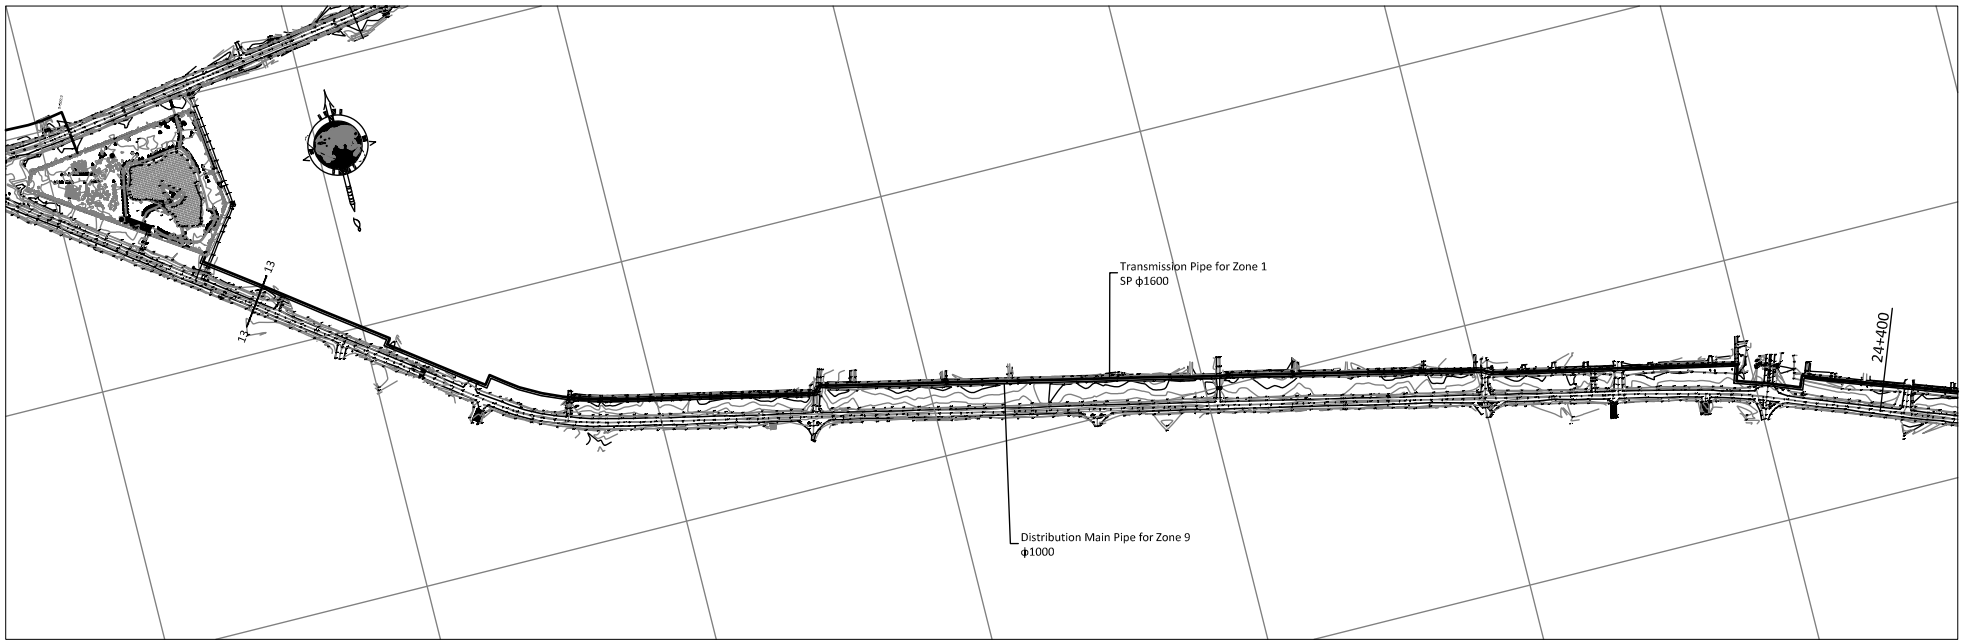 13
13
Transmission Pipe for Zone 1
SP ф1600
24+400
Distribution Main Pipe for Zone 9
ф1000